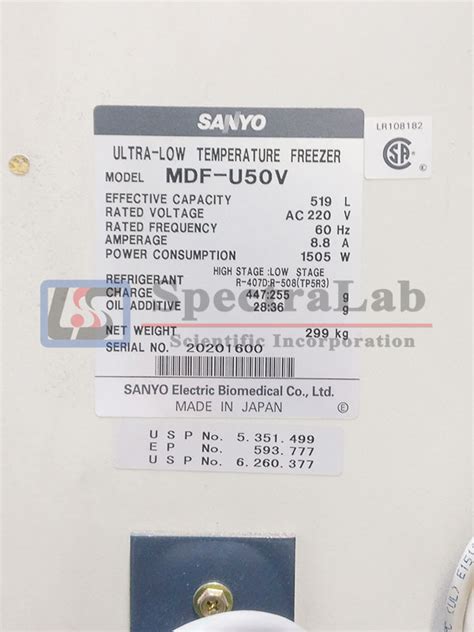 SANYO
LR108182
CSA
ULTRA-LOW TEMPERATURE FREEZER
MODEL MDF-U50V
EFFECTIVE CAPACITY 519 L
RATED VOLTAGE AC 220 V
RATED FREQUENCY 60 Hz
AMPERAGE 8.8 A
POWER CONSUMPTION 1505 W
HIGH STAGE :LOW STAGE
REFRIGERANT R-407D:R-508(TP5R3)
CHARGE 447:255 g
OIL ADDITIVE 28:36 g
SpectraLab
Scientific Incorporation
NET WEIGHT 299 kg
SERIAL NO. 20201600
SANYO Electric Biomedical Co., Ltd.
MADE IN JAPAN E
U S P No. 5.351.499
E P No. 593.777
U S P No. 6.260.377
(UL) E151